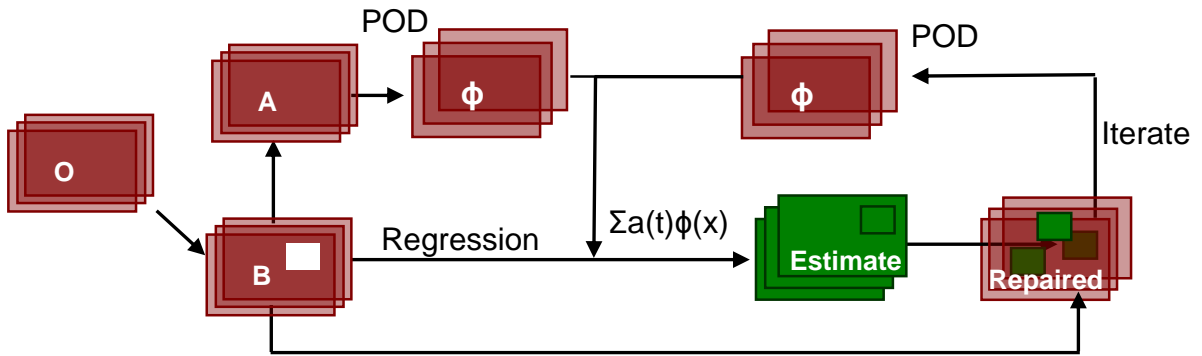 POD
POD
A
ϕ
ϕ
O
Iterate
B
Regression
Σa(t)ϕ(x)
Estimate
Repaired